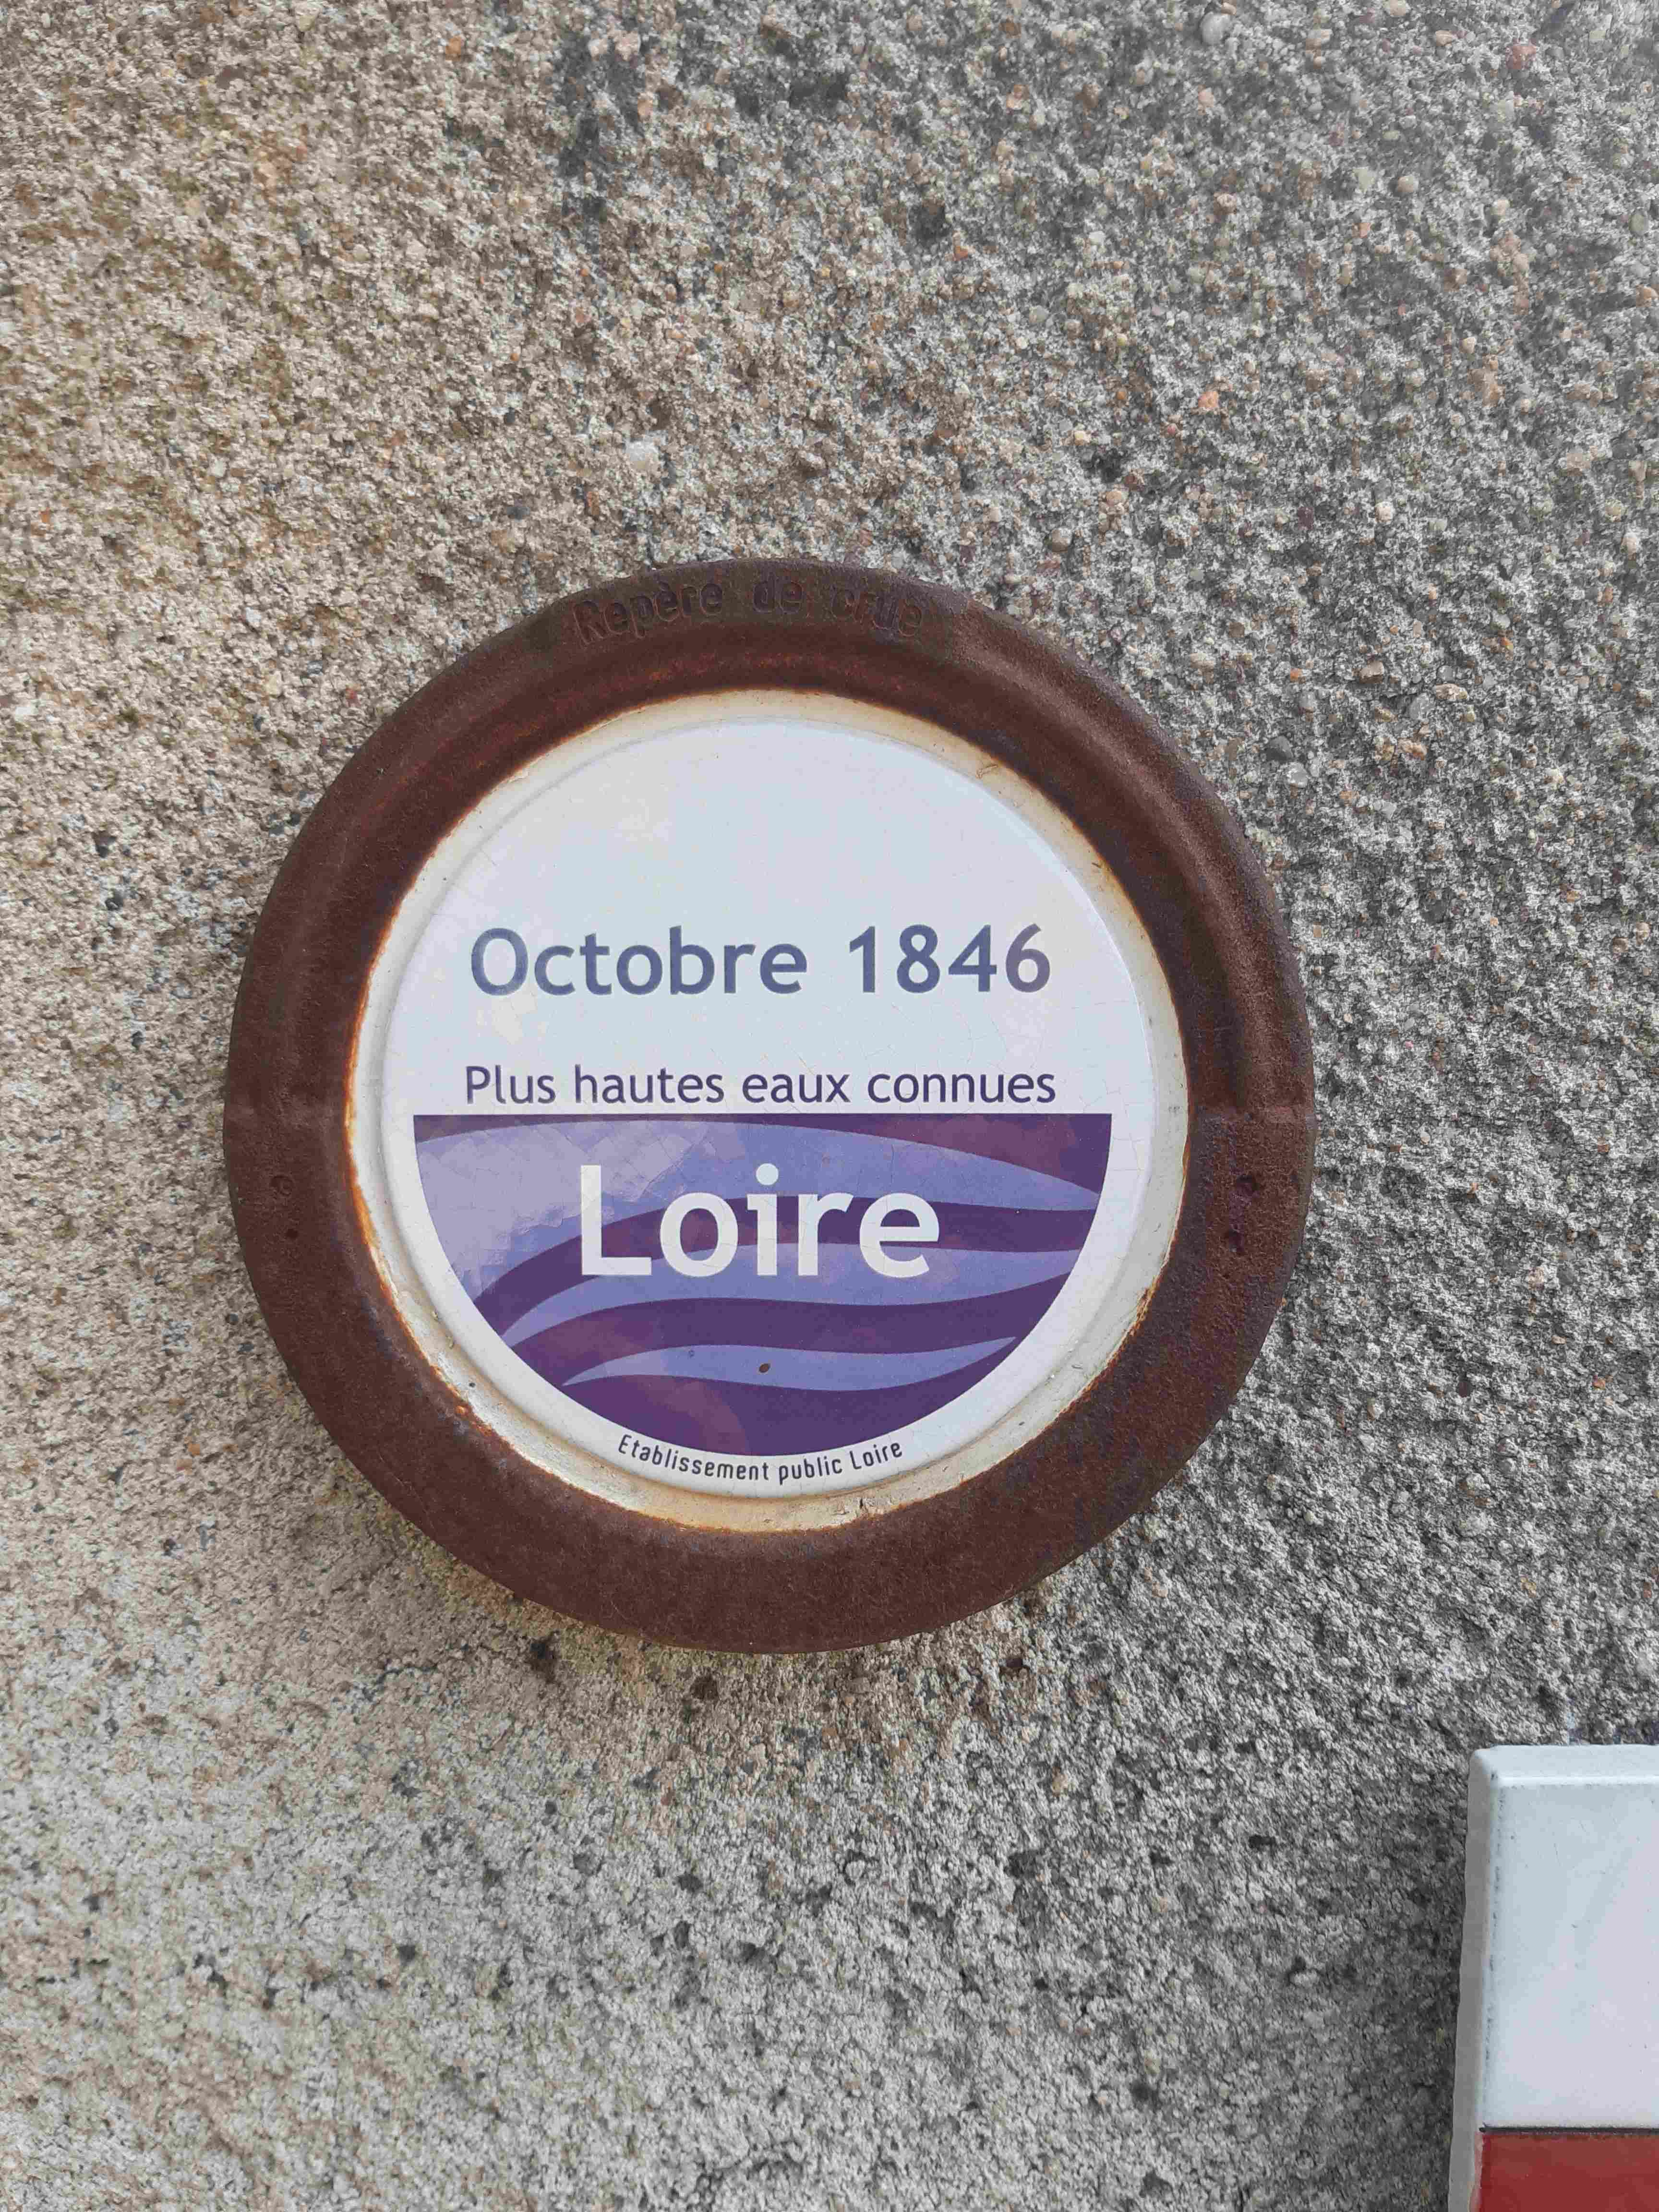 Repère de crue
Octobre 1846
Plus hautes eaux connues
Loire
Etablissement public Loire